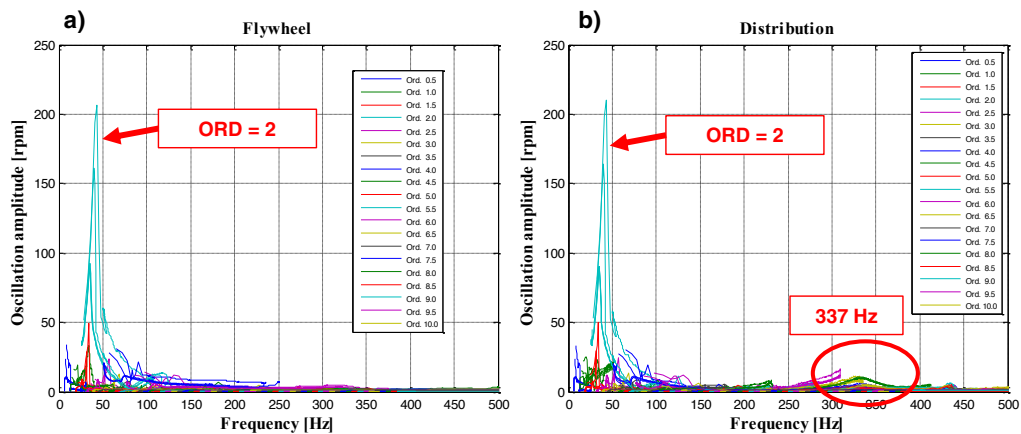 a)
Flywheel
Oscillation amplitude [rpm]
250
200
150
100
50
0
ORD = 2
Ord. 0.5
Ord. 1.0
Ord. 1.5
Ord. 2.0
Ord. 2.5
Ord. 3.0
Ord. 3.5
Ord. 4.0
Ord. 4.5
Ord. 5.0
Ord. 5.5
Ord. 6.0
Ord. 6.5
Ord. 7.0
Ord. 7.5
Ord. 8.0
Ord. 8.5
Ord. 9.0
Ord. 9.5
Ord. 10.0
0 50 100 150 200 250 300 350 400 450 500
Frequency [Hz]
b)
Distribution
Oscillation amplitude [rpm]
250
200
150
100
50
0
ORD = 2
Ord. 0.5
Ord. 1.0
Ord. 1.5
Ord. 2.0
Ord. 2.5
Ord. 3.0
Ord. 3.5
Ord. 4.0
Ord. 4.5
Ord. 5.0
Ord. 5.5
Ord. 6.0
Ord. 6.5
Ord. 7.0
Ord. 7.5
Ord. 8.0
Ord. 8.5
Ord. 9.0
Ord. 9.5
Ord. 10.0
337 Hz
0 50 100 150 200 250 300 350 400 450 500
Frequency [Hz]